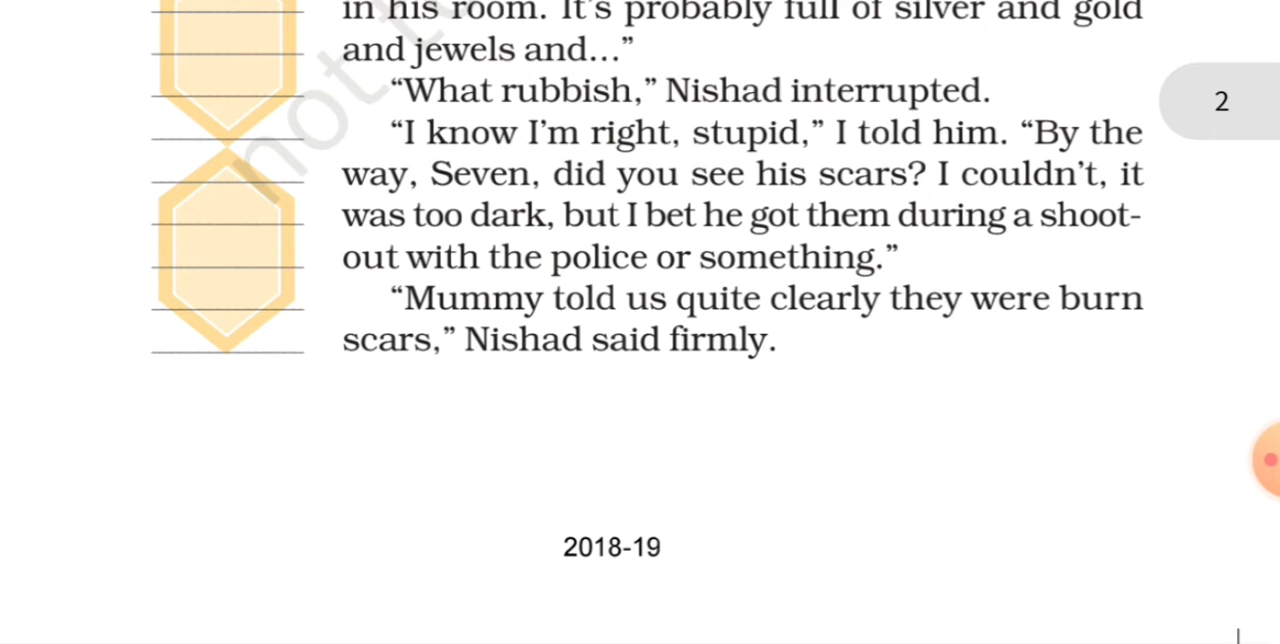 in his room. It's probably full of silver and gold
and jewels and...”
“What rubbish,” Nishad interrupted.
“I know I’m right, stupid,” I told him. “By the
way, Seven, did you see his scars? I couldn’t, it
was too dark, but I bet he got them during a shoot-
out with the police or something.”
“Mummy told us quite clearly they were burn
scars,” Nishad said firmly.
2
not
2018-19